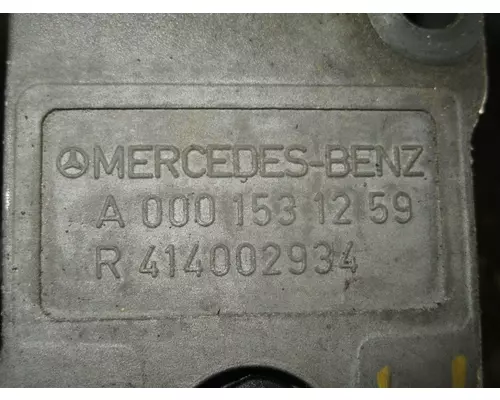 MERCEDES-BENZ
A 000 153 12 59
R 414002934